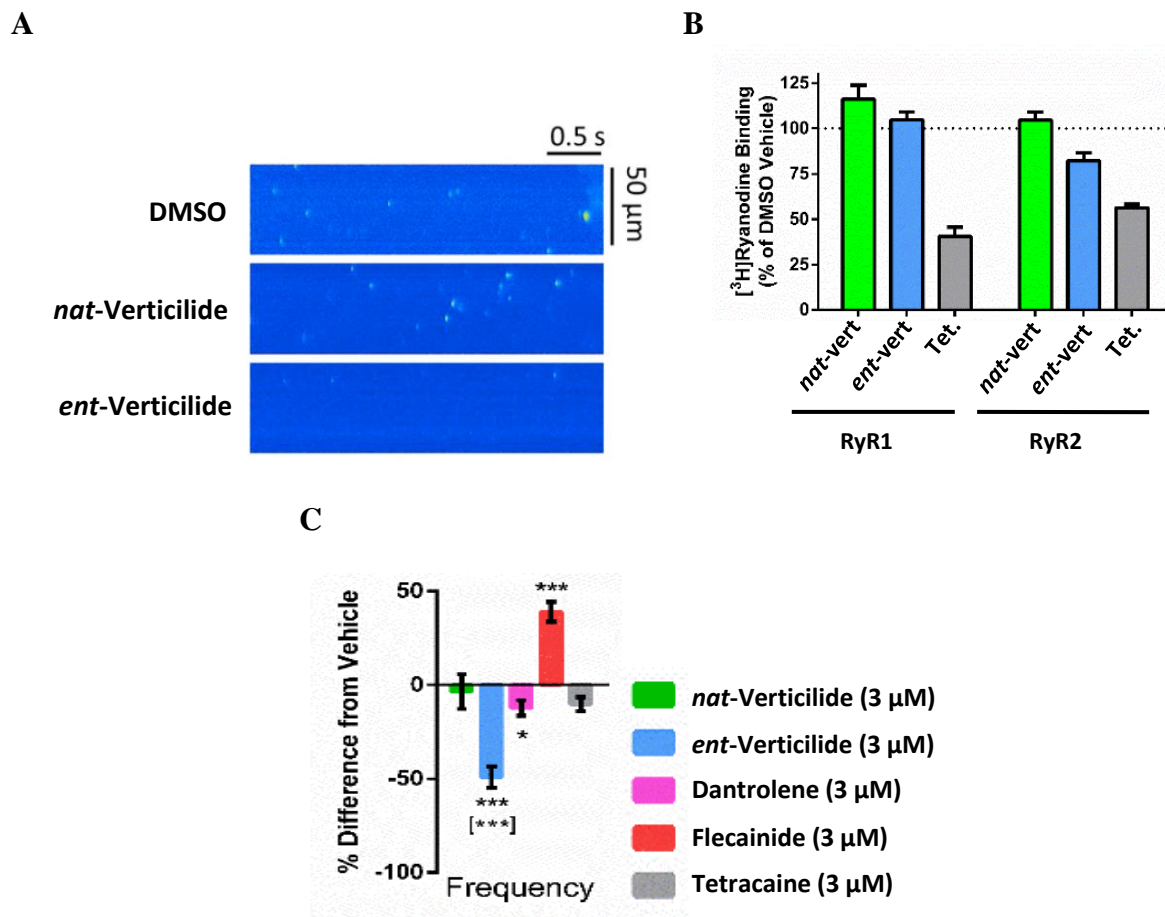 A
0.5 s
50 µm
DMSO
nat-Verticilide
ent-Verticilide
B
[³H]Ryanodine Binding
(% of DMSO Vehicle)
125
100
75
50
25
0
nat-vert
ent-vert
Tet.
nat-vert
ent-vert
Tet.
RyR1
RyR2
C
% Difference from Vehicle
50
0
-50
-100
***
*
***
[***]
Frequency
nat-Verticilide (3 µM)
ent-Verticilide (3 µM)
Dantrolene (3 µM)
Flecainide (3 µM)
Tetracaine (3 µM)